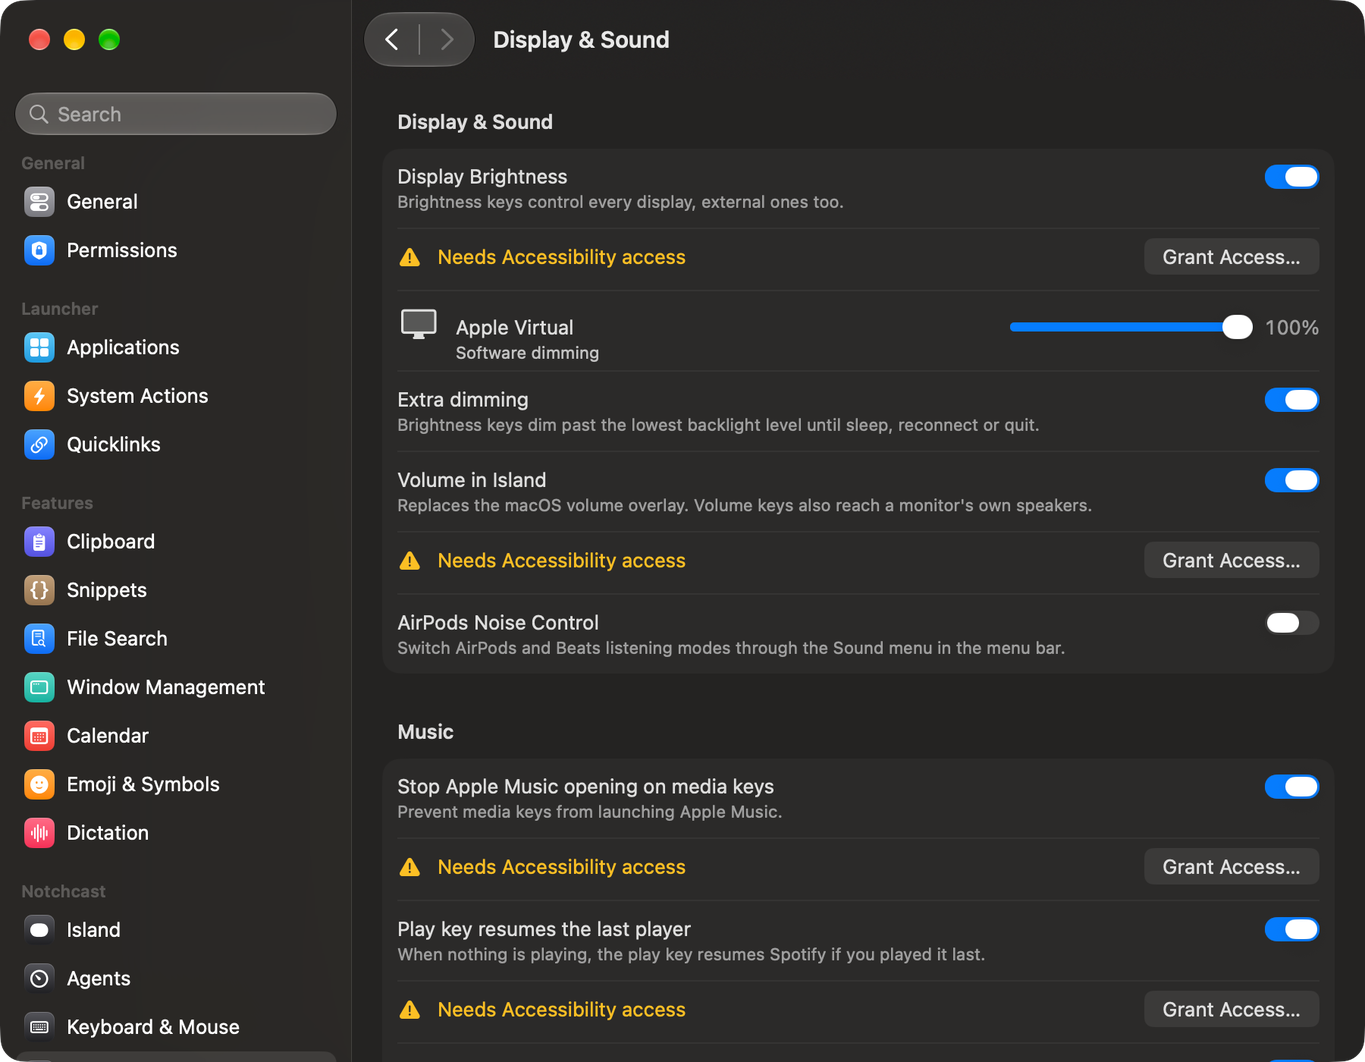 Display & Sound
Search
General
General
Permissions
Launcher
Applications
System Actions
Quicklinks
Features
Clipboard
Snippets
File Search
Window Management
Calendar
Emoji & Symbols
Dictation
Notchcast
Island
Agents
Keyboard & Mouse
Display & Sound
Display Brightness
Brightness keys control every display, external ones too.
Needs Accessibility access
Grant Access...
Apple Virtual
100%
Software dimming
Extra dimming
Brightness keys dim past the lowest backlight level until sleep, reconnect or quit.
Volume in Island
Replaces the macOS volume overlay. Volume keys also reach a monitor's own speakers.
Needs Accessibility access
Grant Access...
AirPods Noise Control
Switch AirPods and Beats listening modes through the Sound menu in the menu bar.
Music
Stop Apple Music opening on media keys
Prevent media keys from launching Apple Music.
Needs Accessibility access
Grant Access...
Play key resumes the last player
When nothing is playing, the play key resumes Spotify if you played it last.
Needs Accessibility access
Grant Access...